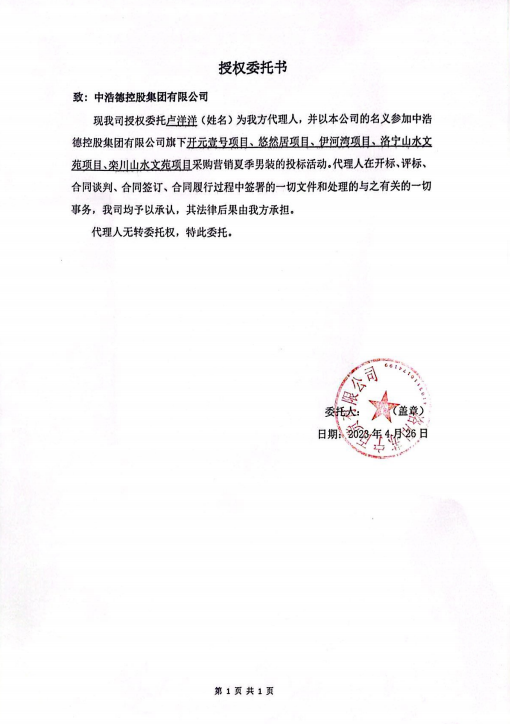 授权委托书
致：中浩德控股集团有限公司
现我司授权委托卢洋洋（姓名）为我方代理人，并以本公司的名义参加中浩
德控股集团有限公司旗下开元壹号项目、悠然居项目、伊河湾项目、洛宁山水文
苑项目、栾川山水文苑项目采购营销夏季男装的投标活动。代理人在开标、评标、
合同谈判、合同签订、合同履行过程中签署的一切文件和处理的与之有关的一切
事务，我司均予以承认，其法律后果由我方承担。
代理人无转委托权，特此委托。
委托人：（盖章）
日期：2023年4月26日
有限公司
第 1 页 共 1 页